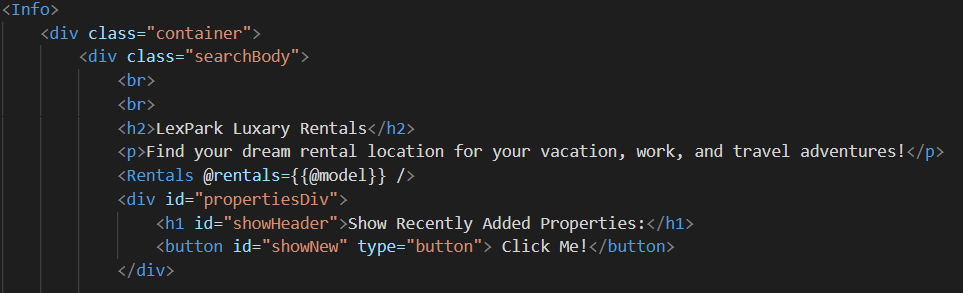 <Info>
<div class="container">
<div class="searchBody">
<br>
<br>
<h2>LexPark Luxary Rentals</h2>
<p>Find your dream rental location for your vacation, work, and travel adventures!</p>
<Rentals @rentals={{@model}} />
<div id="propertiesDiv">
<h1 id="showHeader">Show Recently Added Properties:</h1>
<button id="showNew" type="button"> Click Me!</button>
</div>